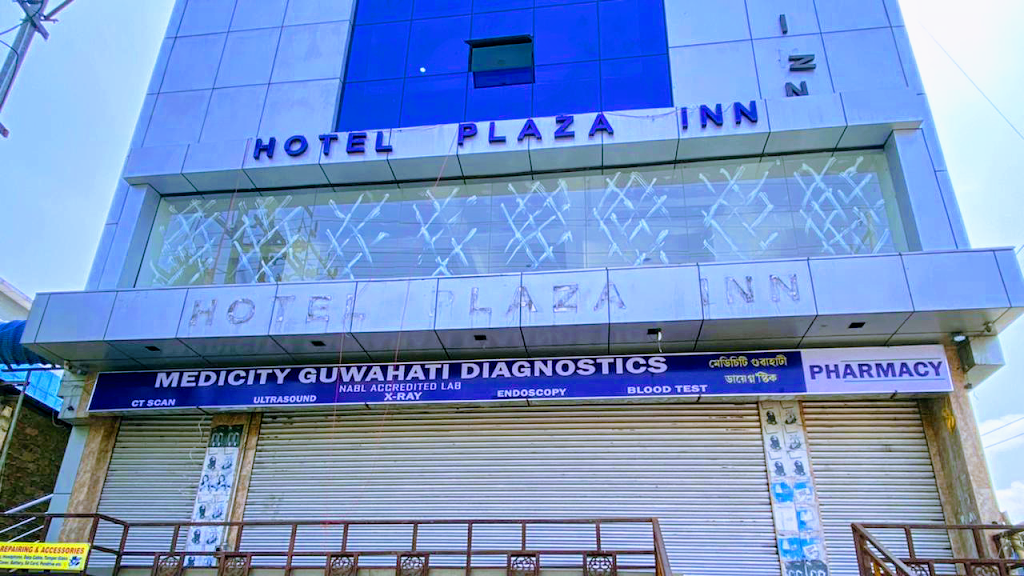 INN
HOTEL PLAZA INN
HOTEL PLAZA INN
MEDICITY GUWAHATI DIAGNOSTICS
NABL ACCREDITED LAB
CT SCAN ULTRASOUND X-RAY ENDOSCOPY BLOOD TEST
মেডিচিটি গুৱাহাটী
ডায়েগ্নষ্টিক
PHARMACY
REPAIRING & ACCESSORIES